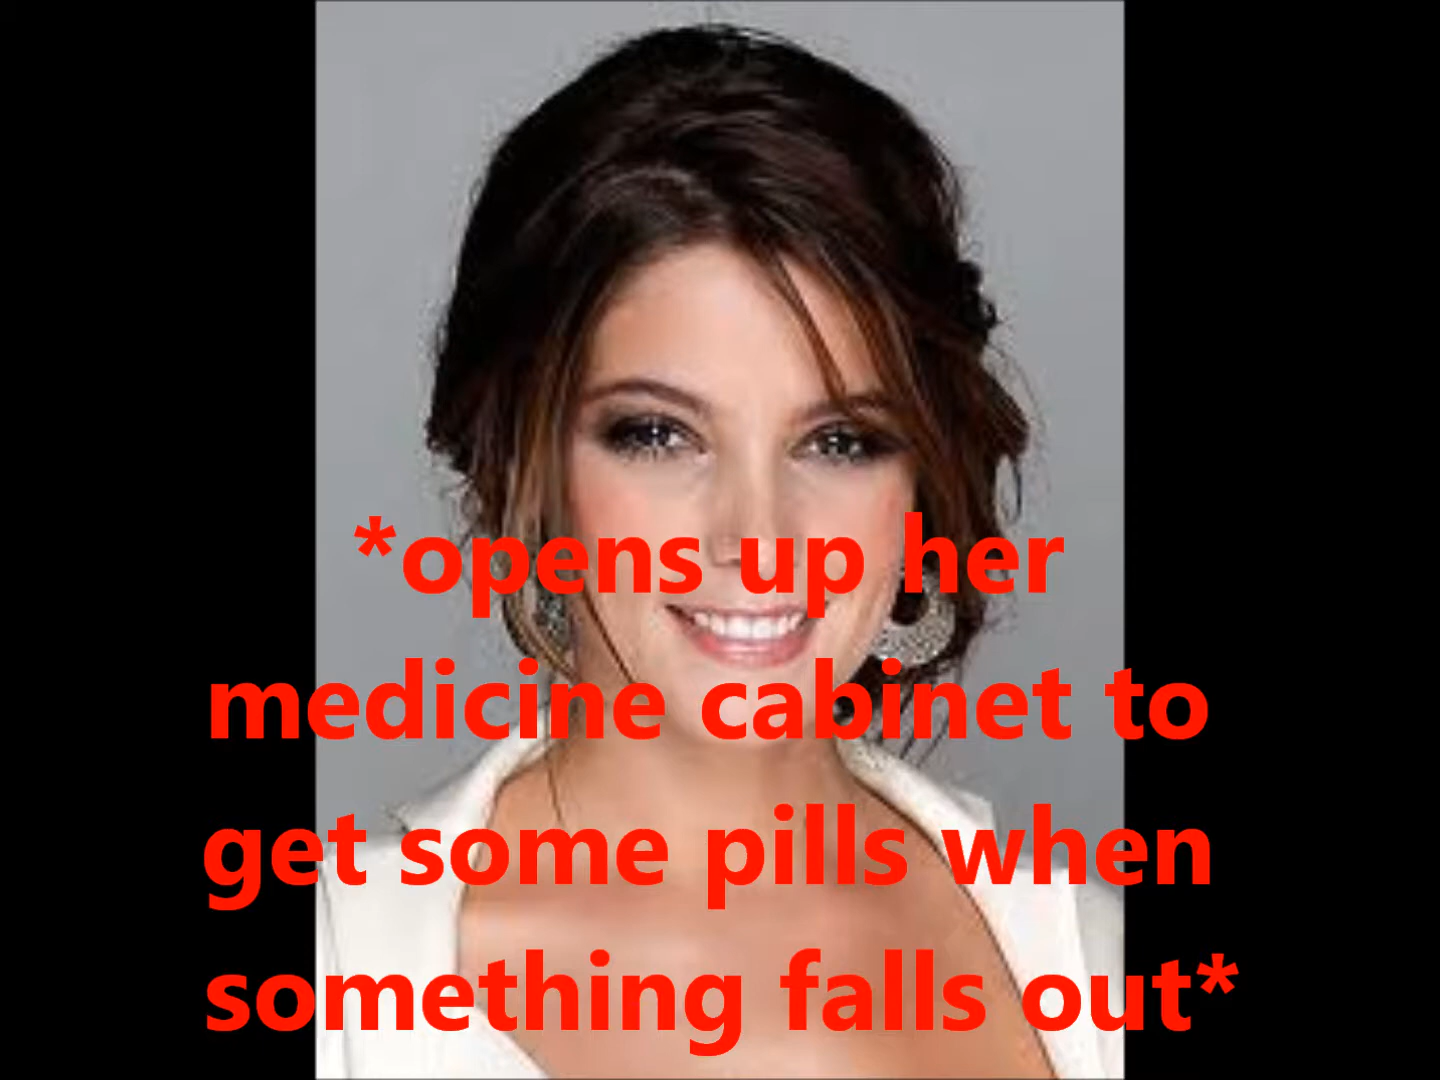 *opens up her
medicine cabinet to
get some pills when
something falls out*